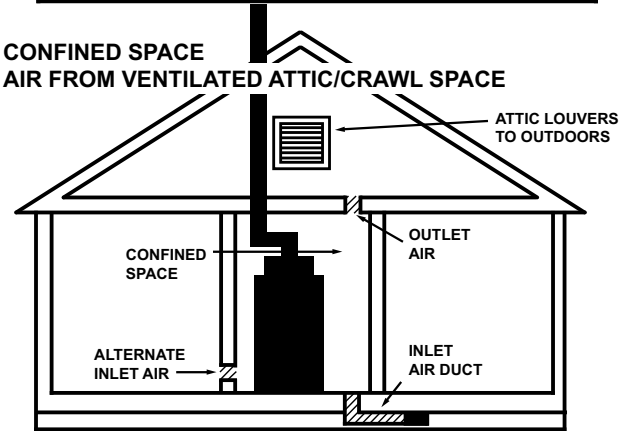 CONFINED SPACE
AIR FROM VENTILATED ATTIC/CRAWL SPACE
ATTIC LOUVERS
TO OUTDOORS
OUTLET
AIR
CONFINED
SPACE
ALTERNATE
INLET AIR
INLET
AIR DUCT